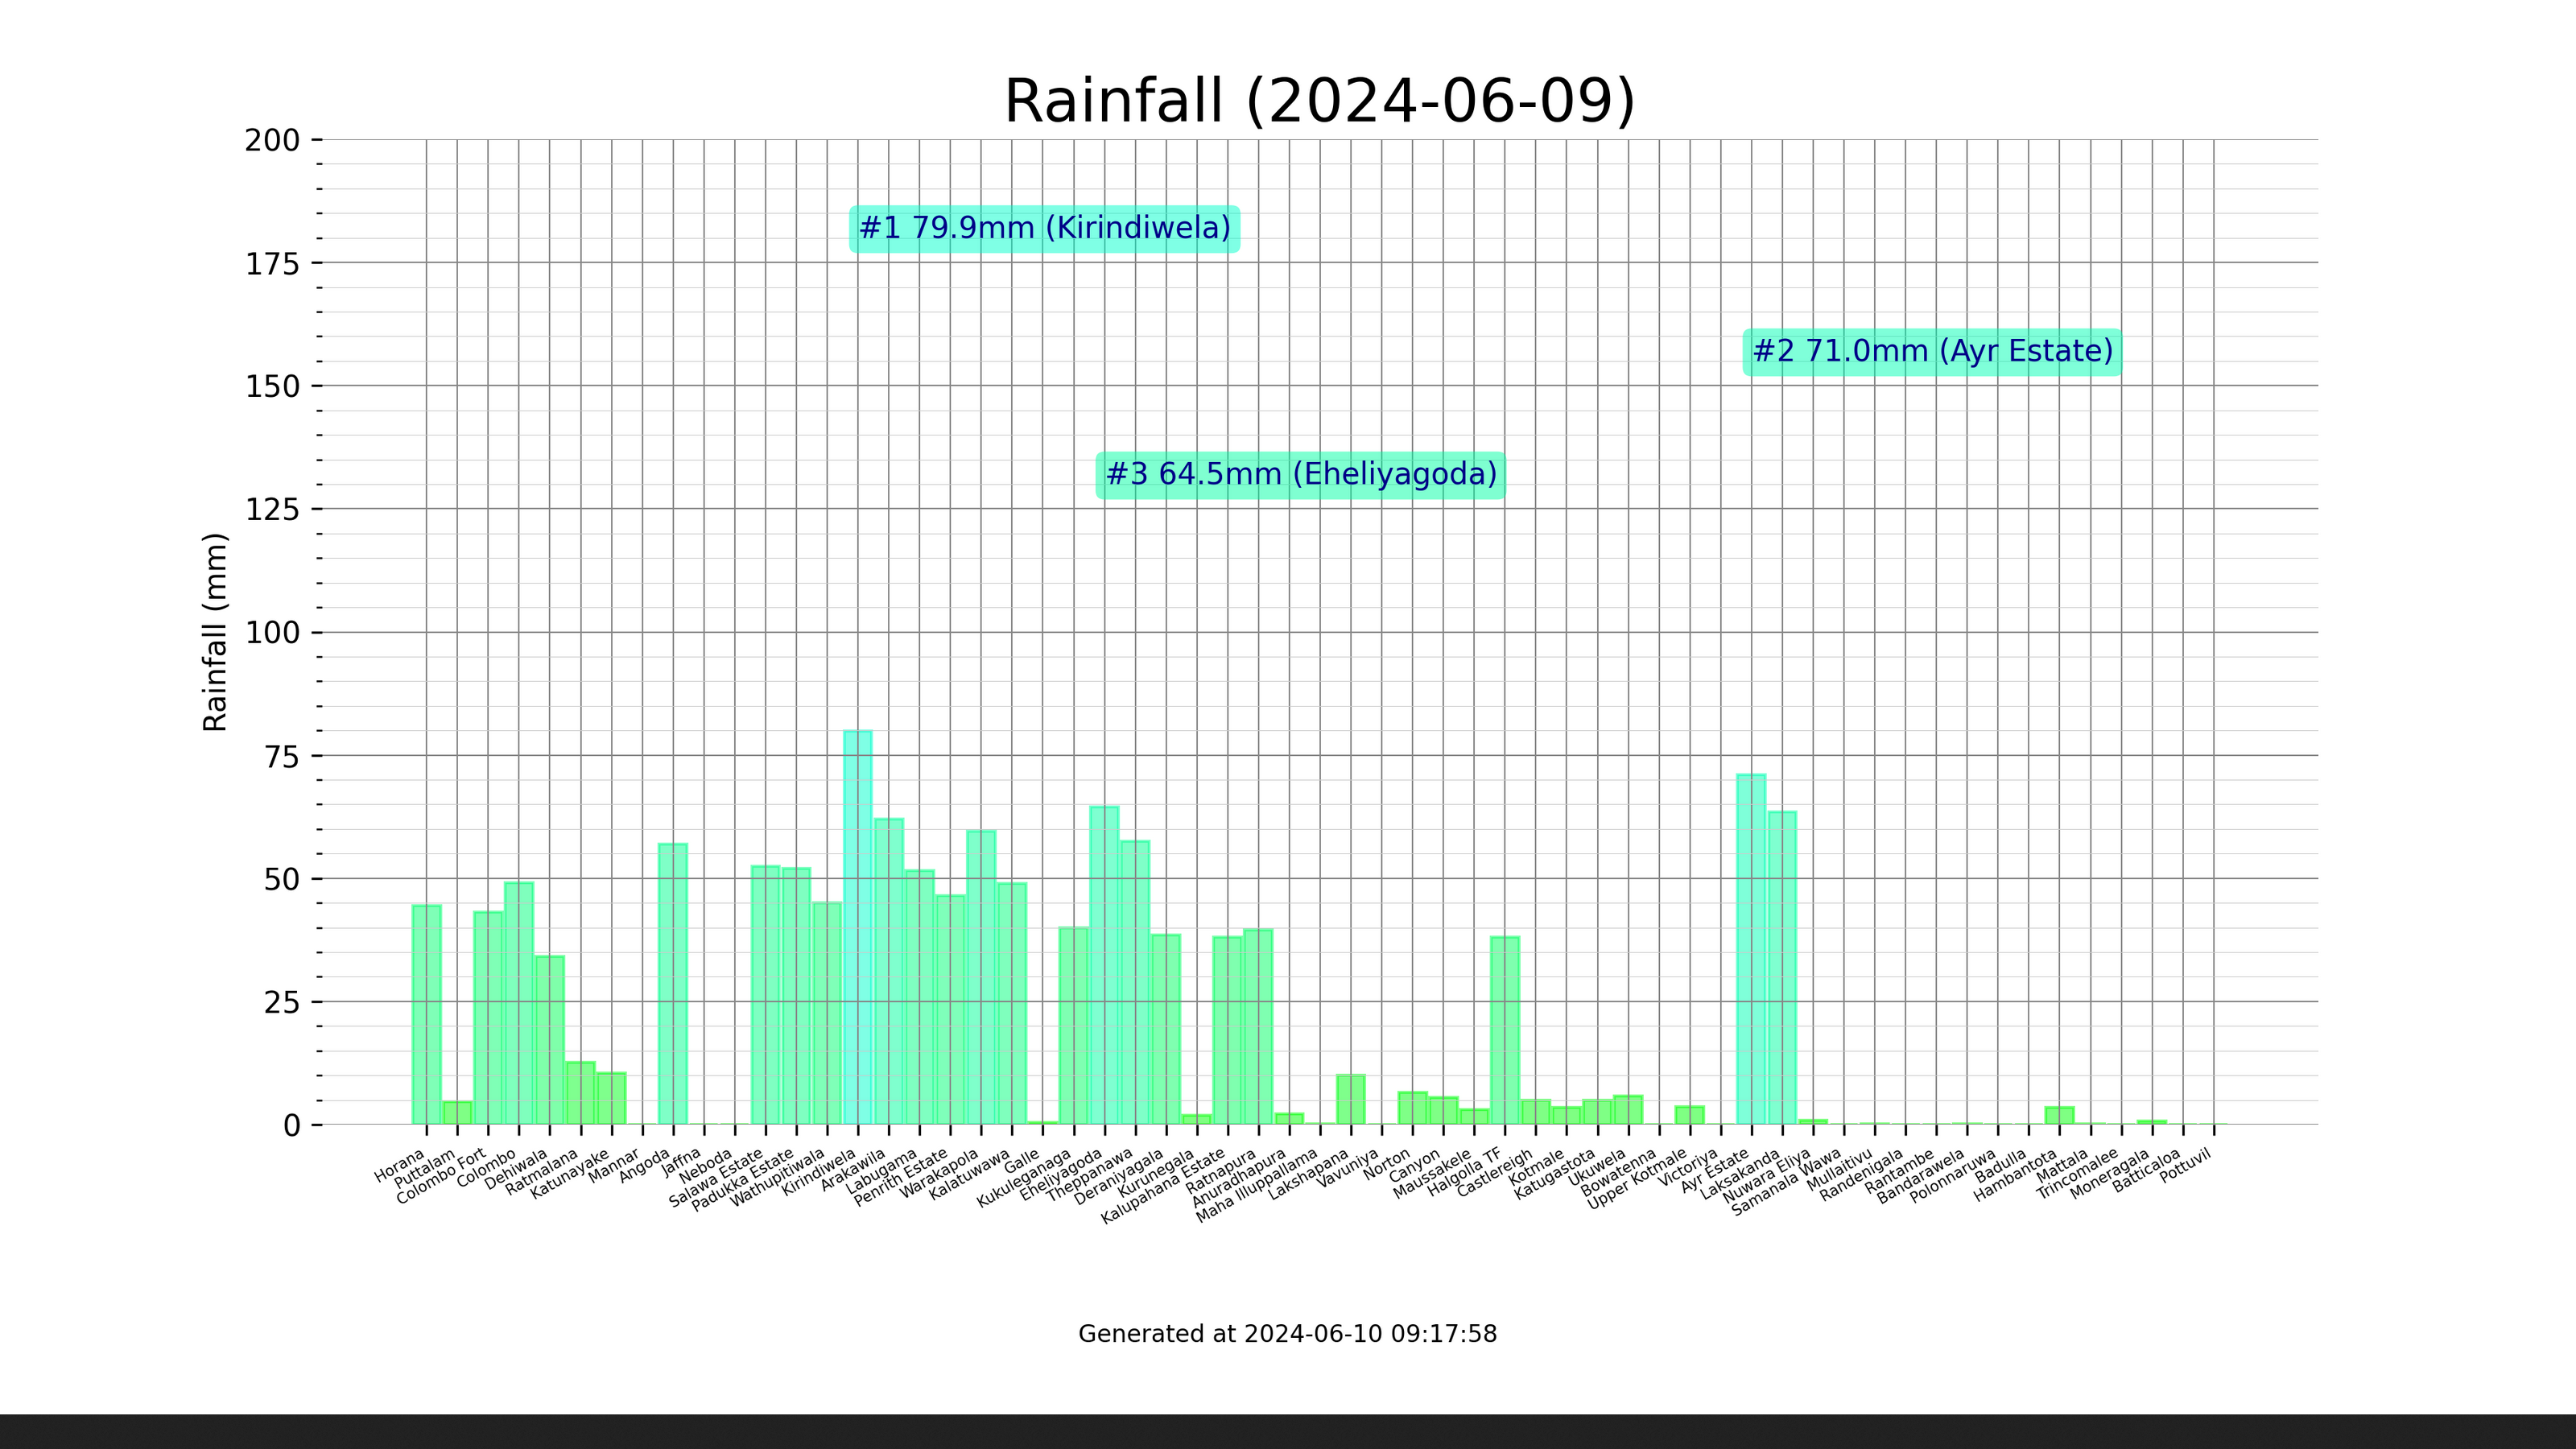 Rainfall (2024-06-09)
200
175
150
125
100
75
50
25
0
Rainfall (mm)
#1 79.9mm (Kirindiwela)
#2 71.0mm (Ayr Estate)
#3 64.5mm (Eheliyagoda)
Horana
Puttalam
Colombo Fort
Colombo
Dehiwala
Ratmalana
Katunayake
Mannar
Angoda
Jaffna
Neboda
Salawa Estate
Padukka Estate
Wathupitiwala
Kirindiwela
Arakawila
Labugama
Penrith Estate
Warakapola
Kalatuwawa
Galle
Kukuleganaga
Eheliyagoda
Theppanawa
Deraniyagala
Kurunegala
Kalupahana Estate
Ratnapura
Anuradhapura
Maha Illuppallama
Lakshapana
Vavuniya
Norton
Canyon
Maussakele
Halgolla TF
Castlereigh
Kotmale
Katugastota
Ukuwela
Bowatenna
Upper Kotmale
Victoriya
Ayr Estate
Laksakanda
Nuwara Eliya
Samanala Wawa
Mullaitivu
Randenigala
Rantambe
Bandarawela
Polonnaruwa
Badulla
Hambantota
Mattala
Trincomalee
Moneragala
Batticaloa
Pottuvil
Generated at 2024-06-10 09:17:58